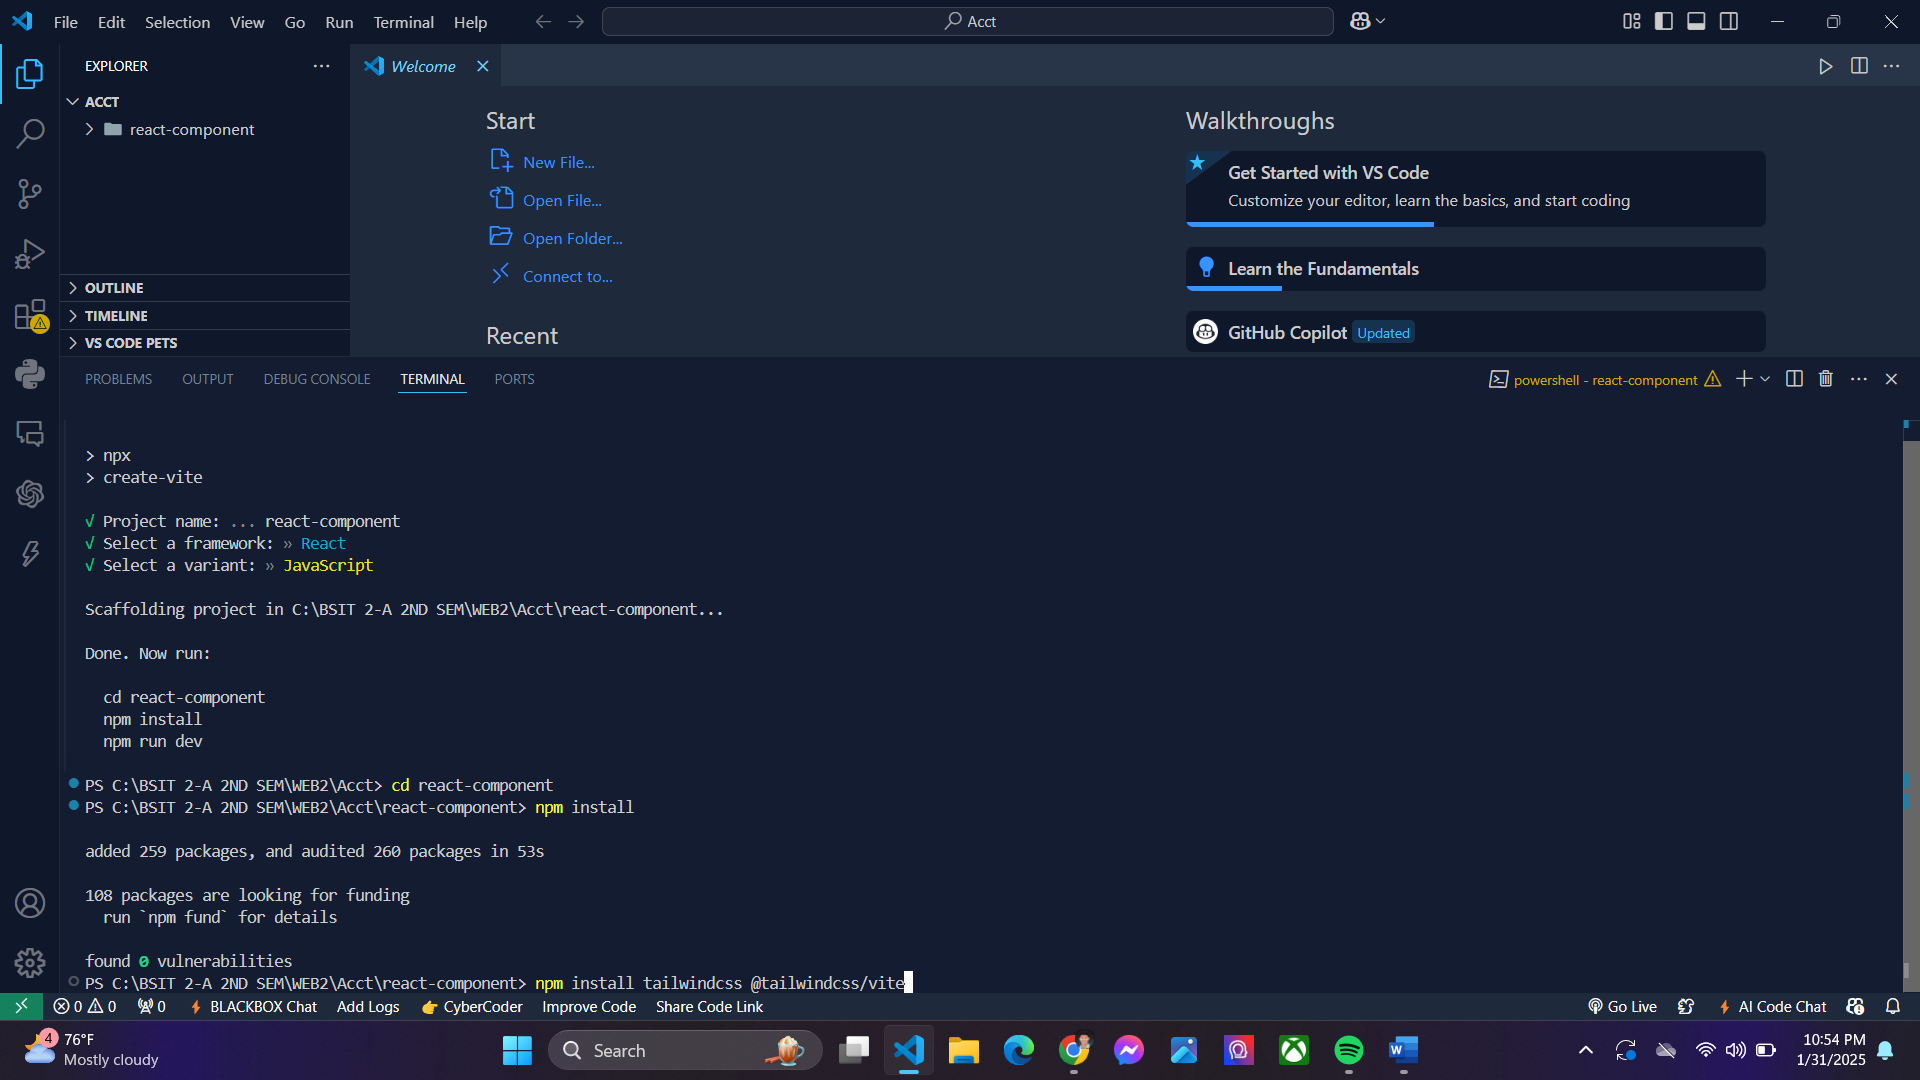 File Edit Selection View Go Run Terminal Help
Acct
EXPLORER
ACCT
react-component
OUTLINE
TIMELINE
VS CODE PETS
Welcome
Start
New File...
Open File...
Open Folder...
Connect to...
Recent
Walkthroughs
Get Started with VS Code
Customize your editor, learn the basics, and start coding
Learn the Fundamentals
GitHub Copilot Updated
PROBLEMS OUTPUT DEBUG CONSOLE TERMINAL PORTS
powershell - react-component
> npx
> create-vite
√ Project name: ... react-component
√ Select a framework: » React
√ Select a variant: » JavaScript
Scaffolding project in C:\BSIT 2-A 2ND SEM\WEB2\Acct\react-component...
Done. Now run:
cd react-component
npm install
npm run dev
PS C:\BSIT 2-A 2ND SEM\WEB2\Acct> cd react-component
PS C:\BSIT 2-A 2ND SEM\WEB2\Acct\react-component> npm install
added 259 packages, and audited 260 packages in 53s
108 packages are looking for funding
run `npm fund` for details
found 0 vulnerabilities
PS C:\BSIT 2-A 2ND SEM\WEB2\Acct\react-component> npm install tailwindcss @tailwindcss/vite
0 0 0 BLACKBOX Chat Add Logs CyberCoder Improve Code Share Code Link
Go Live AI Code Chat
4
76°F
Mostly cloudy
Search
10:54 PM
1/31/2025